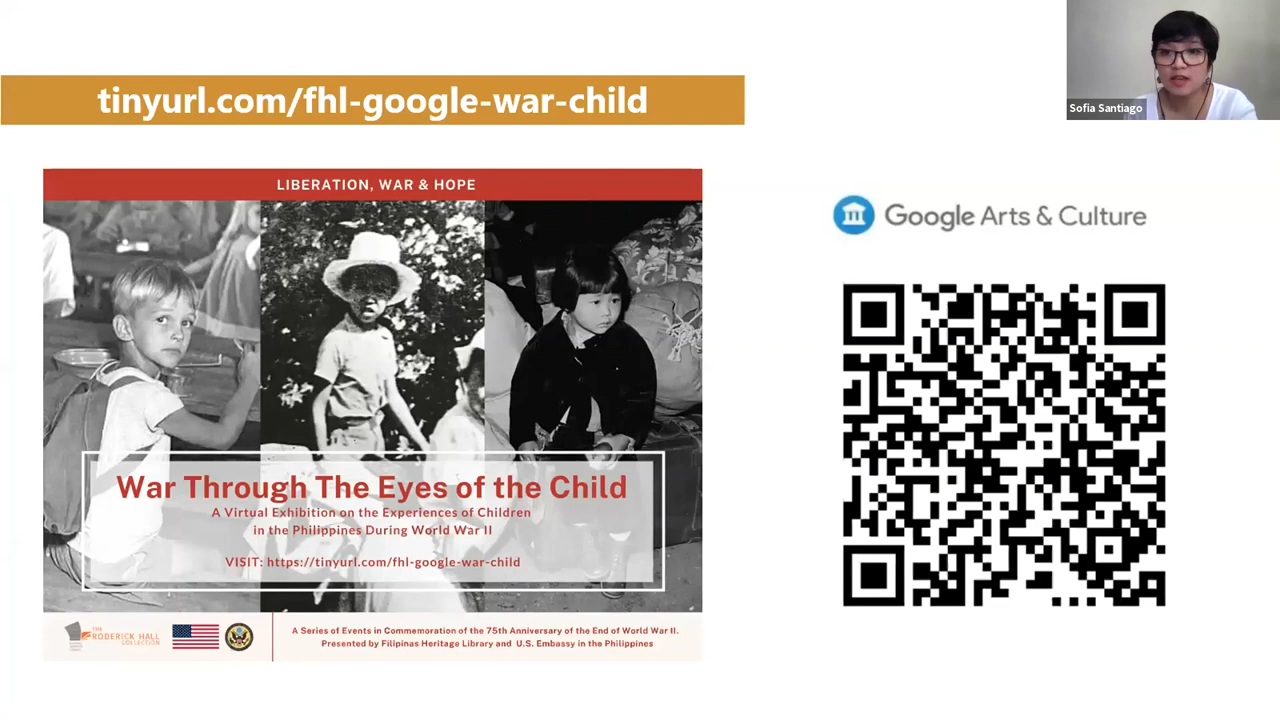 tinyurl.com/fhl-google-war-child
Sofia Santiago
LIBERATION, WAR & HOPE
Google Arts & Culture
War Through The Eyes of the Child
A Virtual Exhibition on the Experiences of Children
in the Philippines During World War II
VISIT: https://tinyurl.com/fhl-google-war-child
THE
RODERICK HALL
COLLECTION
A Series of Events in Commemoration of the 75th Anniversary of the End of World War II.
Presented by Filipinas Heritage Library and U.S. Embassy in the Philippines